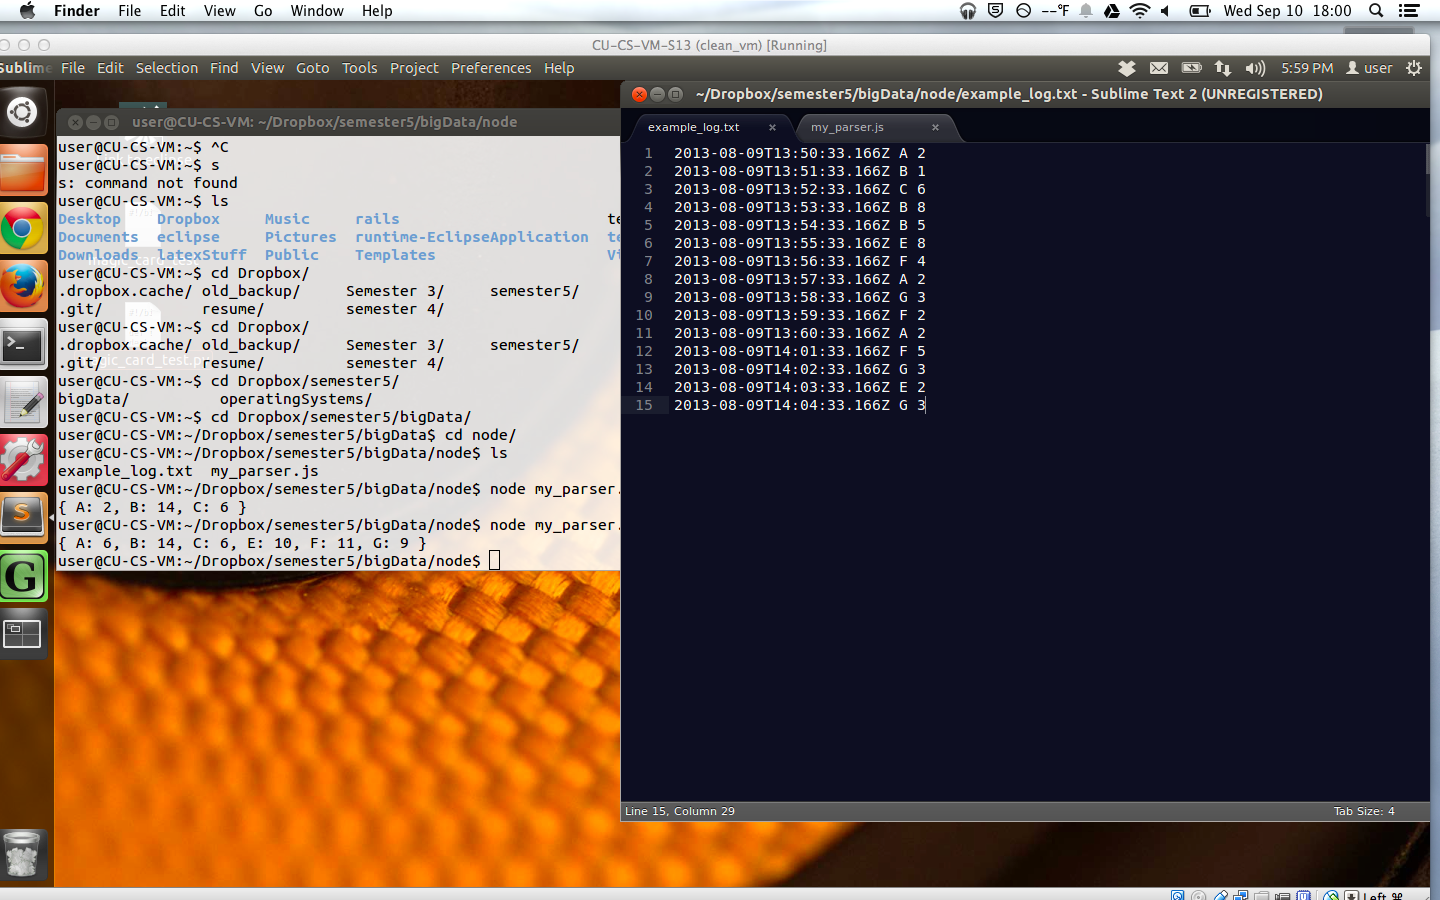 Finder File Edit View Go Window Help --°F Wed Sep 10 18:00
CU-CS-VM-S13 (clean_vm) [Running]
Sublime File Edit Selection Find View Goto Tools Project Preferences Help 5:59 PM user
user@CU-CS-VM: ~/Dropbox/semester5/bigData/node
user@CU-CS-VM:~$ ^C
user@CU-CS-VM:~$ s
s: command not found
user@CU-CS-VM:~$ ls
Desktop Dropbox Music rails te
Documents eclipse Pictures runtime-EclipseApplication te
Downloads latexStuff Public Templates Vi
user@CU-CS-VM:~$ cd Dropbox/
.dropbox.cache/ old_backup/ Semester 3/ semester5/
.git/ resume/ semester 4/
user@CU-CS-VM:~$ cd Dropbox/
.dropbox.cache/ old_backup/ Semester 3/ semester5/
.git/ resume/ semester 4/
user@CU-CS-VM:~$ cd Dropbox/semester5/
bigData/ operatingSystems/
user@CU-CS-VM:~$ cd Dropbox/semester5/bigData/
user@CU-CS-VM:~/Dropbox/semester5/bigData$ cd node/
user@CU-CS-VM:~/Dropbox/semester5/bigData/node$ ls
example_log.txt my_parser.js
user@CU-CS-VM:~/Dropbox/semester5/bigData/node$ node my_parser.
{ A: 2, B: 14, C: 6 }
user@CU-CS-VM:~/Dropbox/semester5/bigData/node$ node my_parser.
{ A: 6, B: 14, C: 6, E: 10, F: 11, G: 9 }
user@CU-CS-VM:~/Dropbox/semester5/bigData/node$
~/Dropbox/semester5/bigData/node/example_log.txt - Sublime Text 2 (UNREGISTERED)
example_log.txt × my_parser.js ×
1 2013-08-09T13:50:33.166Z A 2
2 2013-08-09T13:51:33.166Z B 1
3 2013-08-09T13:52:33.166Z C 6
4 2013-08-09T13:53:33.166Z B 8
5 2013-08-09T13:54:33.166Z B 5
6 2013-08-09T13:55:33.166Z E 8
7 2013-08-09T13:56:33.166Z F 4
8 2013-08-09T13:57:33.166Z A 2
9 2013-08-09T13:58:33.166Z G 3
10 2013-08-09T13:59:33.166Z F 2
11 2013-08-09T13:60:33.166Z A 2
12 2013-08-09T14:01:33.166Z F 5
13 2013-08-09T14:02:33.166Z G 3
14 2013-08-09T14:03:33.166Z E 2
15 2013-08-09T14:04:33.166Z G 3
Line 15, Column 29 Tab Size: 4
Left ⌘